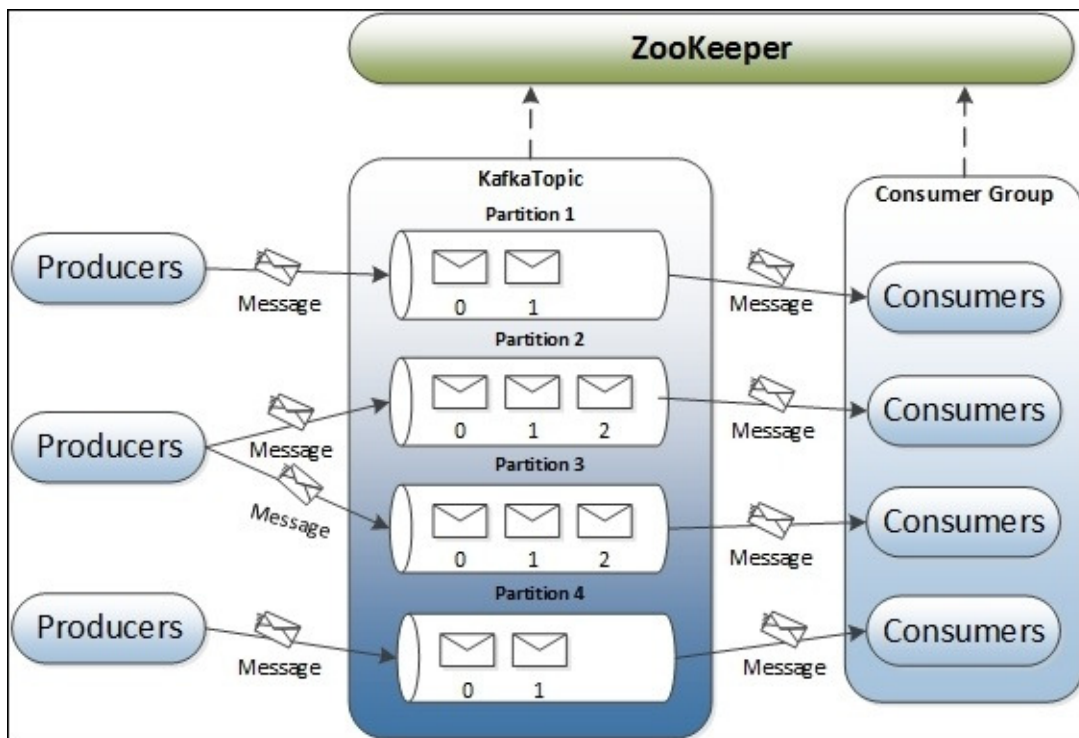 ZooKeeper
KafkaTopic
Consumer Group
Partition 1
Producers
Message
0 1
Message
Consumers
Partition 2
Producers
Message
Message
0 1 2
Message
Consumers
Partition 3
0 1 2
Message
Consumers
Partition 4
Producers
Message
0 1
Message
Consumers